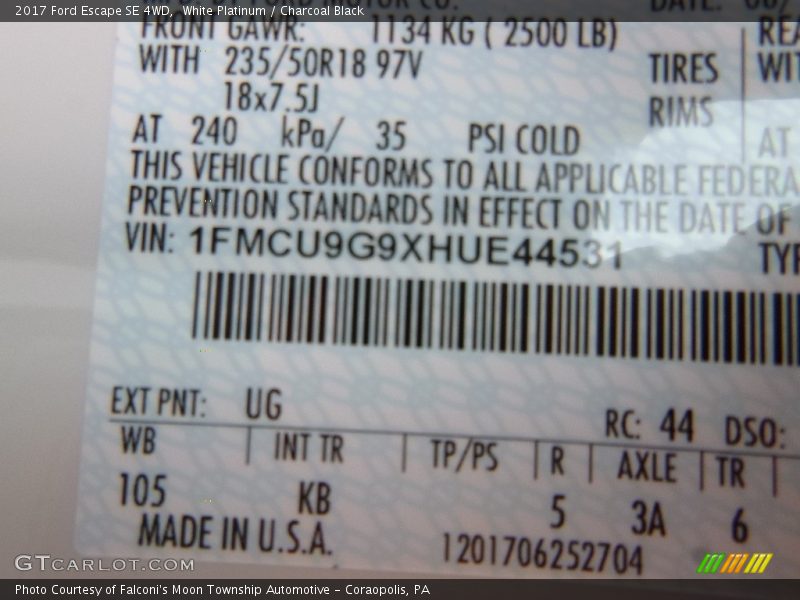 2017 Ford Escape SE 4WD, White Platinum / Charcoal Black
FRONT GAWR: 1134 KG ( 2500 LB) REA
WITH 235/50R18 97V TIRES WIT
18x7.5J RIMS
AT 240 kPa/ 35 PSI COLD AT
THIS VEHICLE CONFORMS TO ALL APPLICABLE FEDERA
PREVENTION STANDARDS IN EFFECT ON THE DATE OF
VIN: 1FMCU9G9XHUE44531 TYP
EXT PNT: UG RC: 44 DSO:
WB INT TR TP/PS R AXLE TR
105 KB 5 3A 6
MADE IN U.S.A. 1201706252704
GTCARLOT.COM
Photo Courtesy of Falconi's Moon Township Automotive – Coraopolis, PA